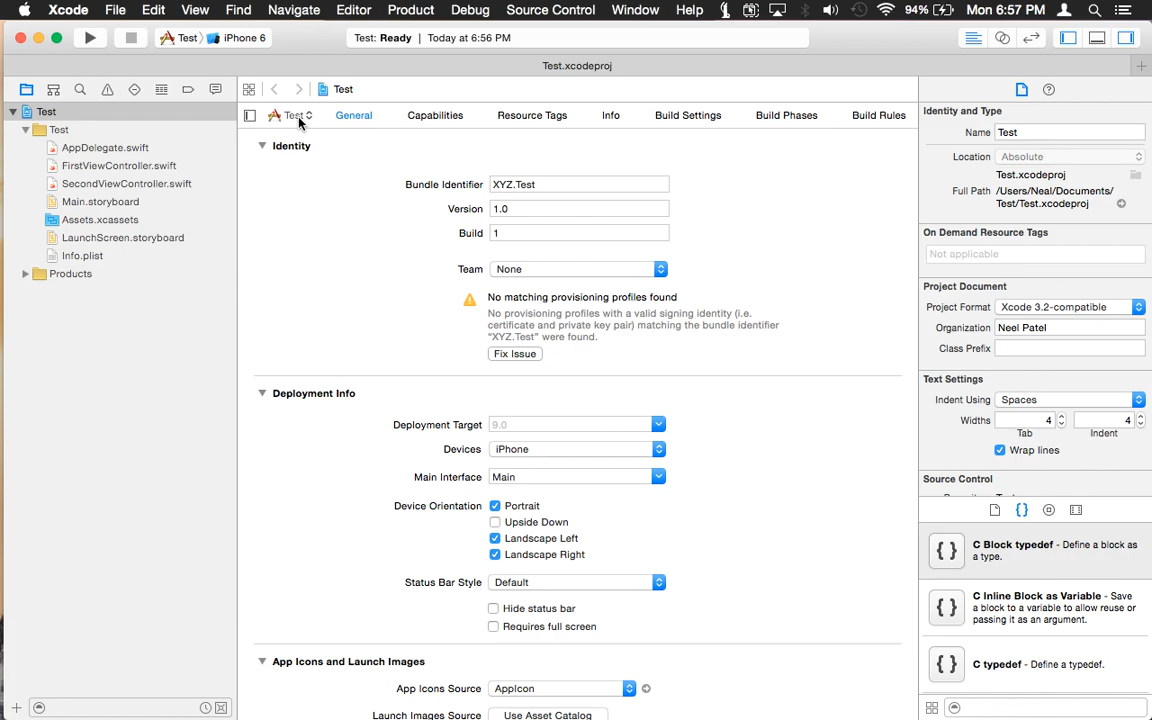 Xcode File Edit View Find Navigate Editor Product Debug Source Control Window Help 94% Mon 6:57 PM
Test iPhone 6 Test: Ready | Today at 6:56 PM
Test.xcodeproj
Test
Test General Capabilities Resource Tags Info Build Settings Build Phases Build Rules
Test
Test
AppDelegate.swift
FirstViewController.swift
SecondViewController.swift
Main.storyboard
Assets.xcassets
LaunchScreen.storyboard
Info.plist
Products
Identity
Bundle Identifier XYZ.Test
Version 1.0
Build 1
Team None
No matching provisioning profiles found
No provisioning profiles with a valid signing identity (i.e.
certificate and private key pair) matching the bundle identifier
“XYZ.Test” were found.
Fix Issue
Deployment Info
Deployment Target 9.0
Devices iPhone
Main Interface Main
Device Orientation Portrait
Upside Down
Landscape Left
Landscape Right
Status Bar Style Default
Hide status bar
Requires full screen
App Icons and Launch Images
App Icons Source AppIcon
Launch Images Source Use Asset Catalog
Identity and Type
Name Test
Location Absolute
Test.xcodeproj
Full Path /Users/Neal/Documents/
Test/Test.xcodeproj
On Demand Resource Tags
Not applicable
Project Document
Project Format Xcode 3.2-compatible
Organization Neel Patel
Class Prefix
Text Settings
Indent Using Spaces
Widths 4 4
Tab Indent
Wrap lines
Source Control
{ } C Block typedef - Define a block as
a type.
{ } C Inline Block as Variable - Save
a block to a variable to allow reuse or
passing it as an argument.
{ } C typedef - Define a typedef.